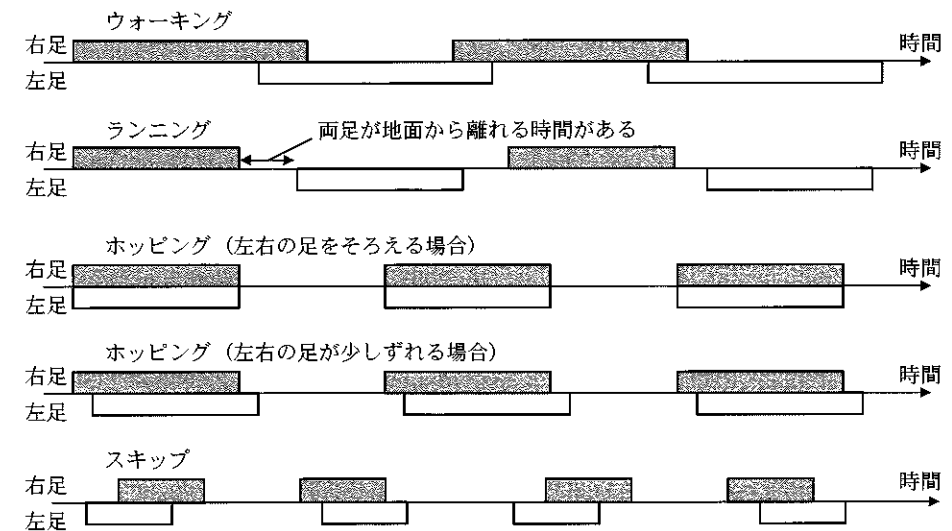 ウォーキング
右足
時間
左足
ランニング
両足が地面から離れる時間がある
右足
時間
左足
ホッピング（左右の足をそろえる場合）
右足
時間
左足
ホッピング（左右の足が少しずれる場合）
右足
時間
左足
スキップ
右足
時間
左足